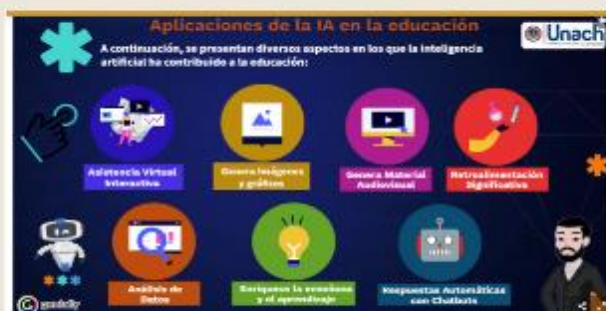 Aplicaciones de la IA en la educación
Unach
A continuación, se presentan diversos aspectos en los que la inteligencia
artificial ha contribuido a la educación:
Asistencia Virtual
Interactiva
Genera Imágenes
y gráficos
Genera Material
Audiovisual
Retroalimentación
Significativa
Análisis de
Datos
Enriquece la enseñanza
y el aprendizaje
Respuestas Automáticas
con Chatbots
genially